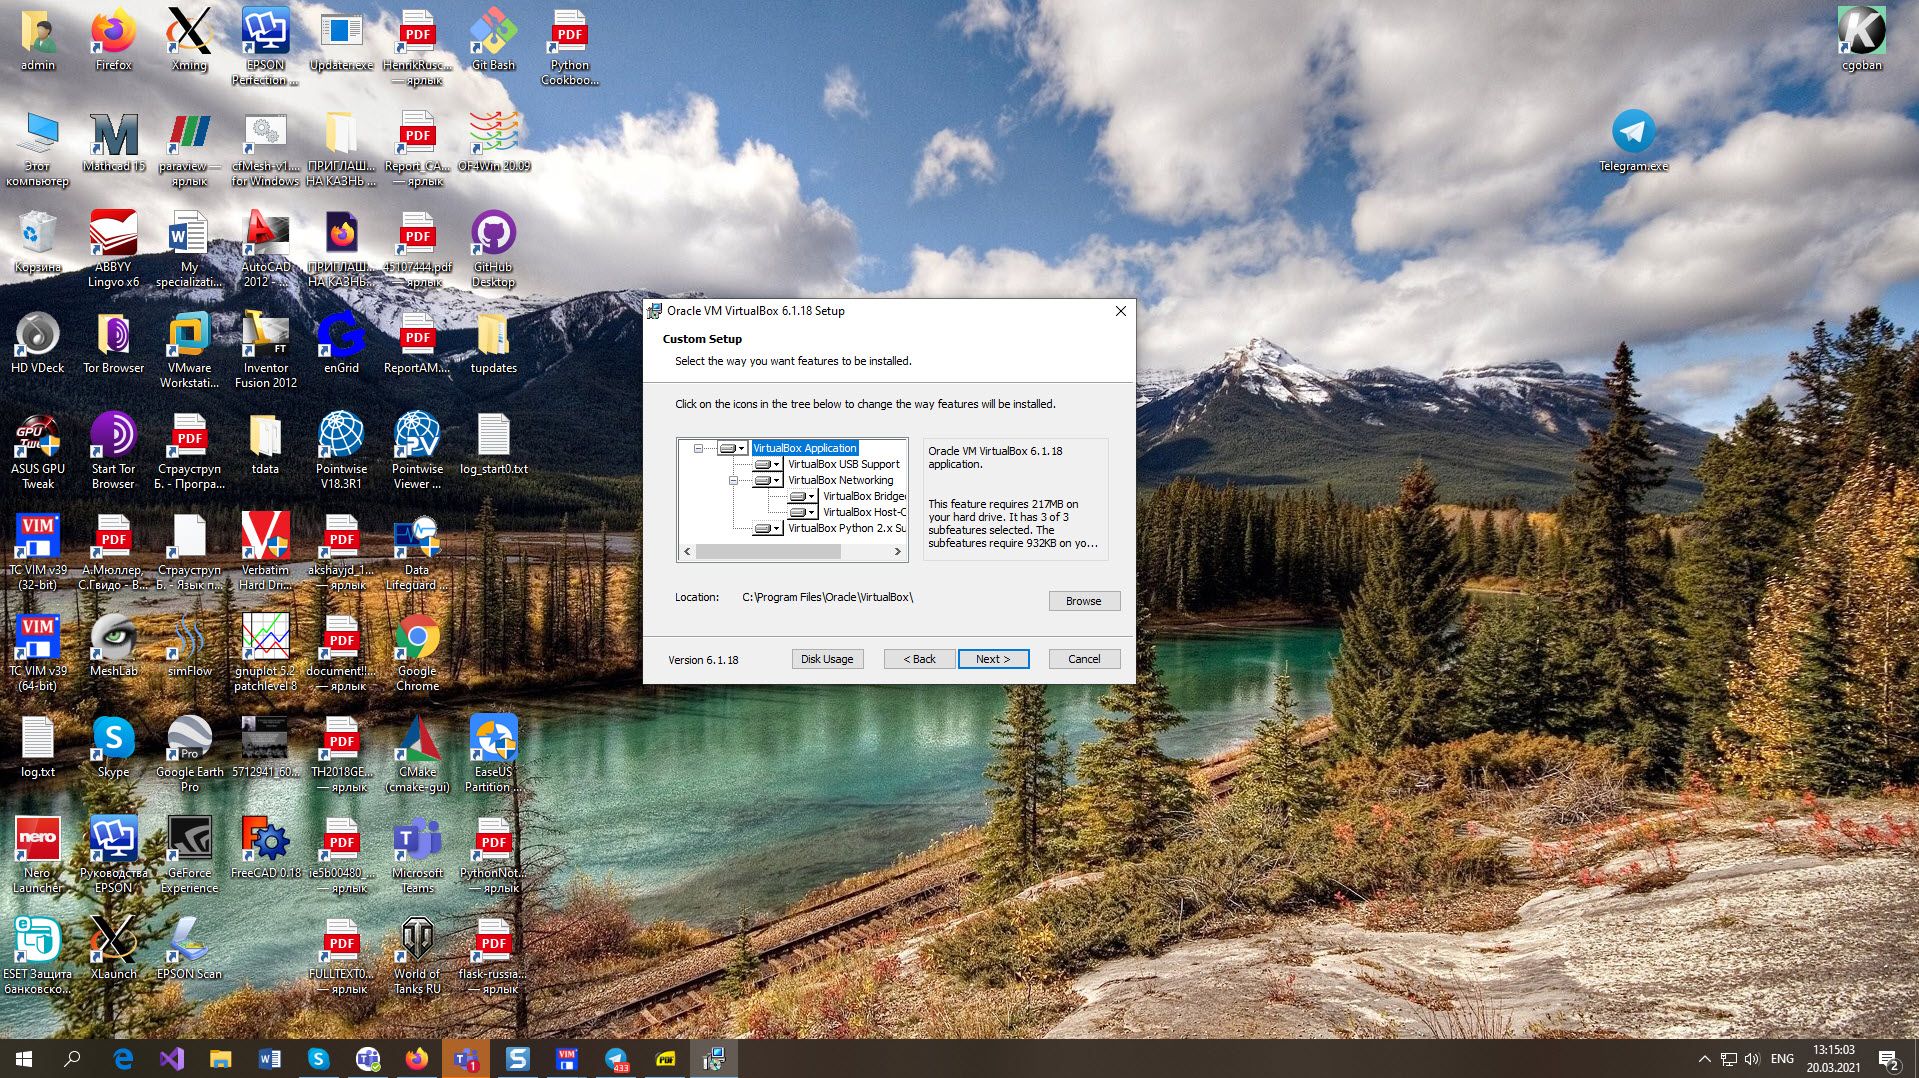 admin
Firefox
Xming
EPSON
Perfection ...
Updater.exe
HenrikRusc...
— ярлык
Git Bash
Python
Cookboo...
cgoban
Этот
компьютер
Mathcad 15
paraview —
ярлык
cfMesh-v1....
for Windows
ПРИГЛАШ...
НА КАЗНЬ ...
Report_GA...
— ярлык
OF4Win 20.09
Telegram.exe
Корзина
ABBYY
Lingvo x6
My
specializati...
AutoCAD
2012 - ...
ПРИГЛАШ...
НА КАЗНЬ...
45107444.pdf
— ярлык
GitHub
Desktop
HD VDeck
Tor Browser
VMware
Workstati...
Inventor
Fusion 2012
enGrid
ReportAM....
tupdates
ASUS GPU
Tweak
Start Tor
Browser
Страуструп
Б. - Програ...
tdata
Pointwise
V18.3R1
Pointwise
Viewer ...
log_start0.txt
TC VIM v39
(32-bit)
А.Мюллер,
С.Гвидо - В...
Страуструп
Б. - Язык п...
Verbatim
Hard Dri...
akshayjd_1...
— ярлык
Data
Lifeguard ...
TC VIM v39
(64-bit)
MeshLab
simFlow
gnuplot 5.2
patchlevel 8
document!!...
— ярлык
Google
Chrome
log.txt
Skype
Google Earth
Pro
5712941_60...
TH2018GE...
— ярлык
CMake
(cmake-gui)
EaseUS
Partition ...
Nero
Launcher
Руководства
EPSON
GeForce
Experience
FreeCAD 0.18
ie5b00480_...
— ярлык
Microsoft
Teams
PythonNot...
— ярлык
ESET Защита
банковско...
XLaunch
EPSON Scan
FULLTEXT0...
— ярлык
World of
Tanks RU
flask-russia...
— ярлык
Oracle VM VirtualBox 6.1.18 Setup
Custom Setup
Select the way you want features to be installed.
Click on the icons in the tree below to change the way features will be installed.
VirtualBox Application
VirtualBox USB Support
VirtualBox Networking
VirtualBox Bridge
VirtualBox Host-C
VirtualBox Python 2.x Su
Oracle VM VirtualBox 6.1.18
application.
This feature requires 217MB on
your hard drive. It has 3 of 3
subfeatures selected. The
subfeatures require 932KB on yo...
Location: C:\Program Files\Oracle\VirtualBox\
Browse
Version 6.1.18
Disk Usage
< Back
Next >
Cancel
ENG
13:15:03
20.03.2021